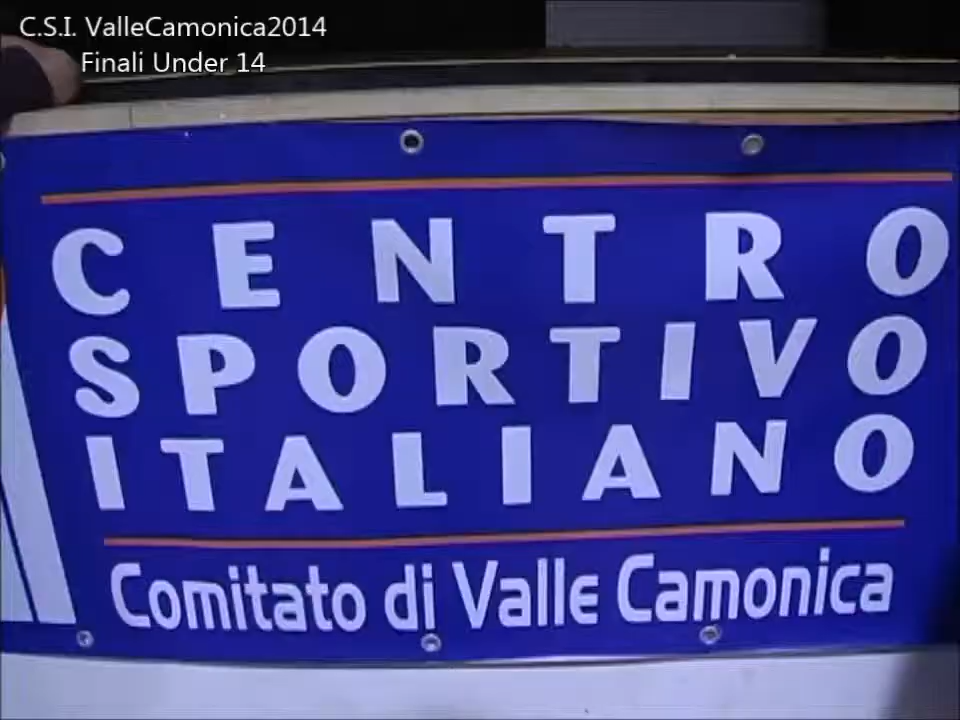 C.S.I. ValleCamonica2014
Finali Under 14
CENTRO
SPORTIVO
ITALIANO
Comitato di Valle Camonica